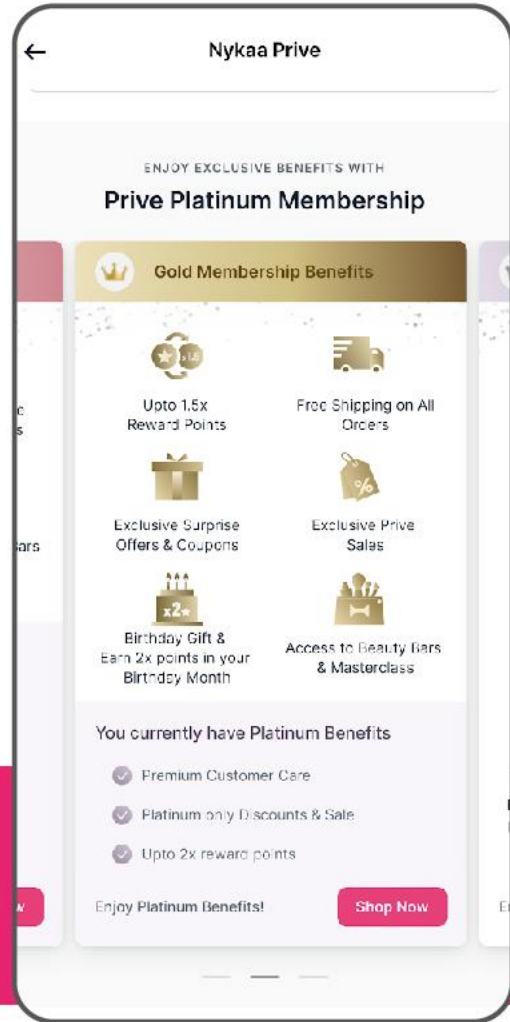 Nykaa Prive
ENJOY EXCLUSIVE BENEFITS WITH
Prive Platinum Membership
Gold Membership Benefits
x1.5
Upto 1.5x
Reward Points
Free Shipping on All
Orders
%
Exclusive Surprise
Offers & Coupons
Exclusive Prive
Sales
x2
Birthday Gift &
Earn 2x points in your
Birthday Month
Access to Beauty Bars
& Masterclass
You currently have Platinum Benefits
Premium Customer Care
Platinum only Discounts & Sale
Upto 2x reward points
Enjoy Platinum Benefits!
Shop Now